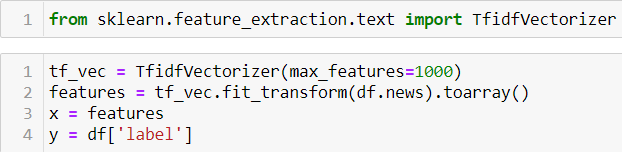 1 from sklearn.feature_extraction.text import TfidfVectorizer
1 tf_vec = TfidfVectorizer(max_features=1000)
2 features = tf_vec.fit_transform(df.news).toarray()
3 x = features
4 y = df['label']